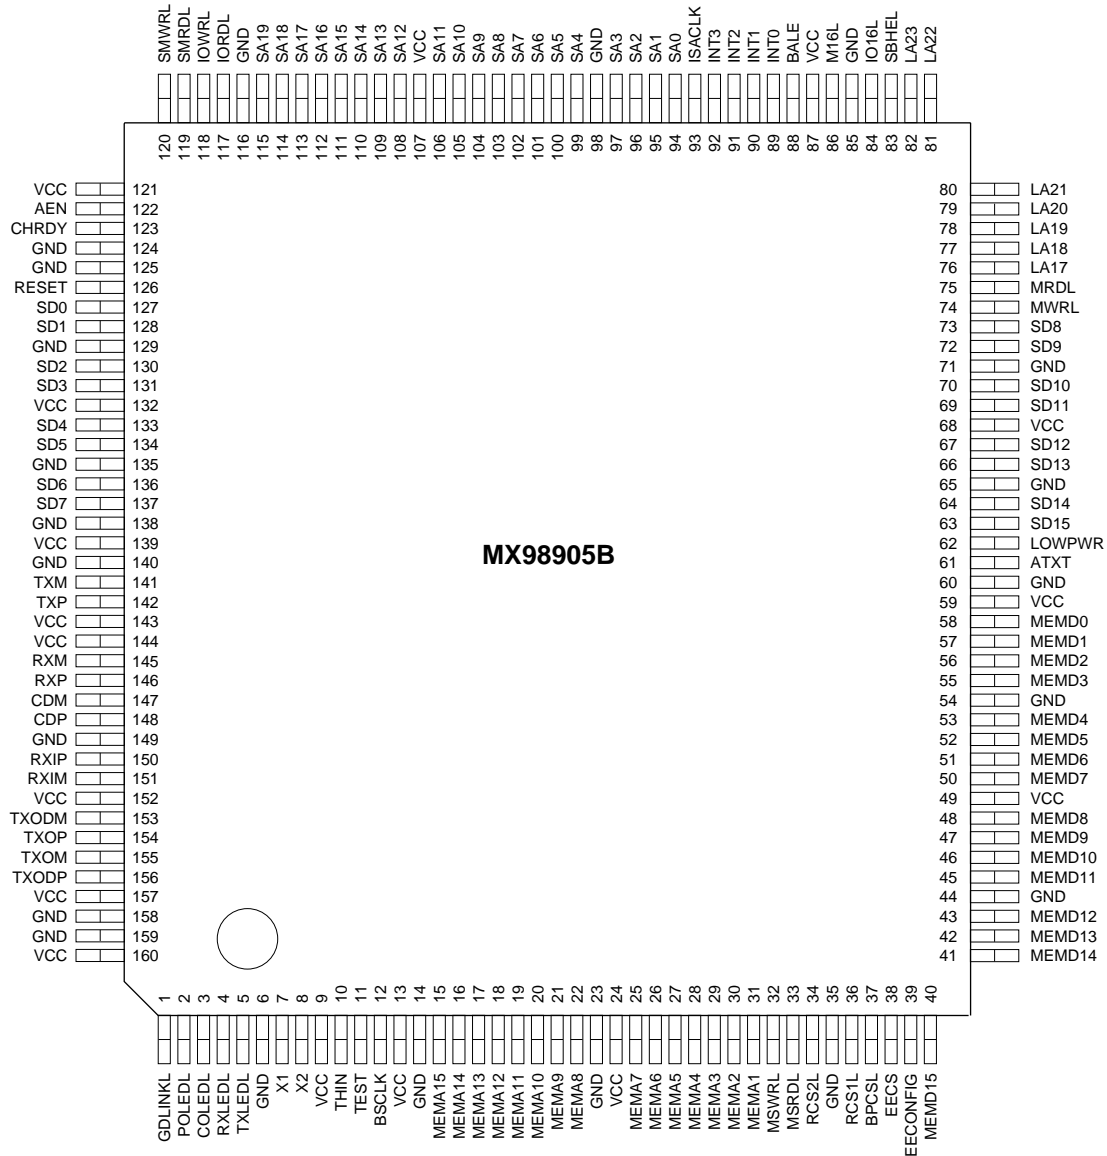 SMWRL SMRDL IOWRL IORDL GND SA19 SA18 SA17 SA16 SA15 SA14 SA13 SA12 VCC SA11 SA10 SA9 SA8 SA7 SA6 SA5 SA4 GND SA3 SA2 SA1 SA0 ISACLK INT3 INT2 INT1 INT0 BALE VCC M16L GND IO16L SBHEL LA23 LA22
120 119 118 117 116 115 114 113 112 111 110 109 108 107 106 105 104 103 102 101 100 99 98 97 96 95 94 93 92 91 90 89 88 87 86 85 84 83 82 81
VCC 121 80 LA21
AEN 122 79 LA20
CHRDY 123 78 LA19
GND 124 77 LA18
GND 125 76 LA17
RESET 126 75 MRDL
SD0 127 74 MWRL
SD1 128 73 SD8
GND 129 72 SD9
SD2 130 71 GND
SD3 131 70 SD10
VCC 132 69 SD11
SD4 133 68 VCC
SD5 134 67 SD12
GND 135 66 SD13
SD6 136 65 GND
SD7 137 64 SD14
GND 138 63 SD15
VCC 139 62 LOWPWR
MX98905B
GND 140 61 ATXT
TXM 141 60 GND
TXP 142 59 VCC
VCC 143 58 MEMD0
VCC 144 57 MEMD1
RXM 145 56 MEMD2
RXP 146 55 MEMD3
CDM 147 54 GND
CDP 148 53 MEMD4
GND 149 52 MEMD5
RXIP 150 51 MEMD6
RXIM 151 50 MEMD7
VCC 152 49 VCC
TXODM 153 48 MEMD8
TXOP 154 47 MEMD9
TXOM 155 46 MEMD10
TXODP 156 45 MEMD11
VCC 157 44 GND
GND 158 43 MEMD12
GND 159 42 MEMD13
VCC 160 41 MEMD14
1 2 3 4 5 6 7 8 9 10 11 12 13 14 15 16 17 18 19 20 21 22 23 24 25 26 27 28 29 30 31 32 33 34 35 36 37 38 39 40
GDLINKL POLEDL COLEDL RXLEDL TXLEDL GND X1 X2 VCC THIN TEST BSCLK VCC GND MEMA15 MEMA14 MEMA13 MEMA12 MEMA11 MEMA10 MEMA9 MEMA8 GND VCC MEMA7 MEMA6 MEMA5 MEMA4 MEMA3 MEMA2 MEMA1 MSWRL MSRDL RCS2L GND RCS1L BPCSL EECS EECONFIG MEMD15